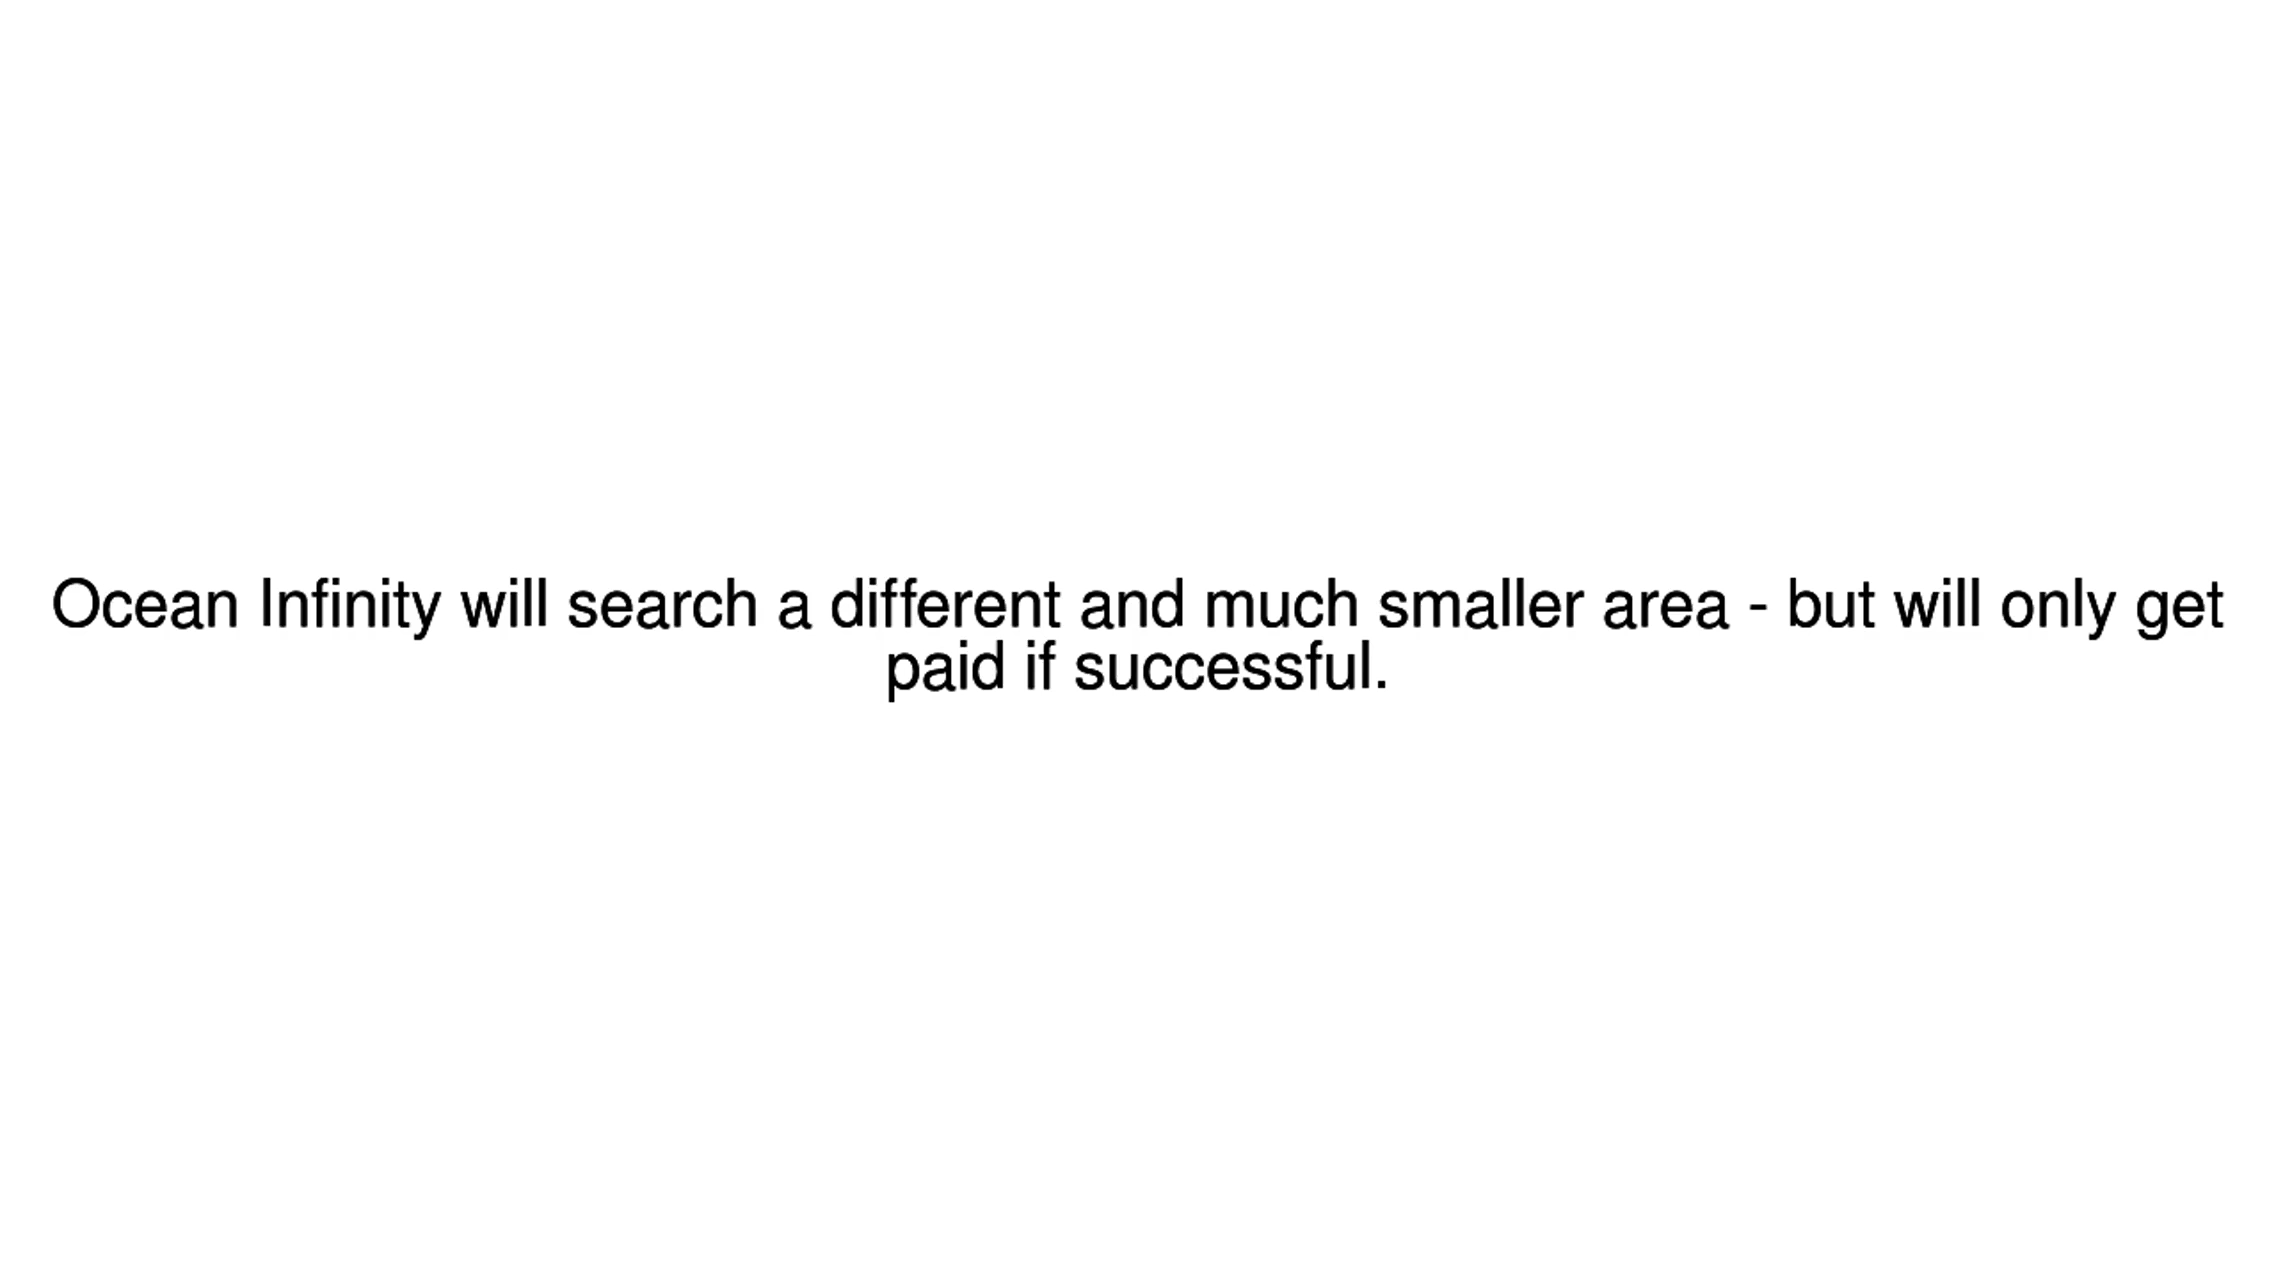 Ocean Infinity will search a different and much smaller area - but will only get
paid if successful.